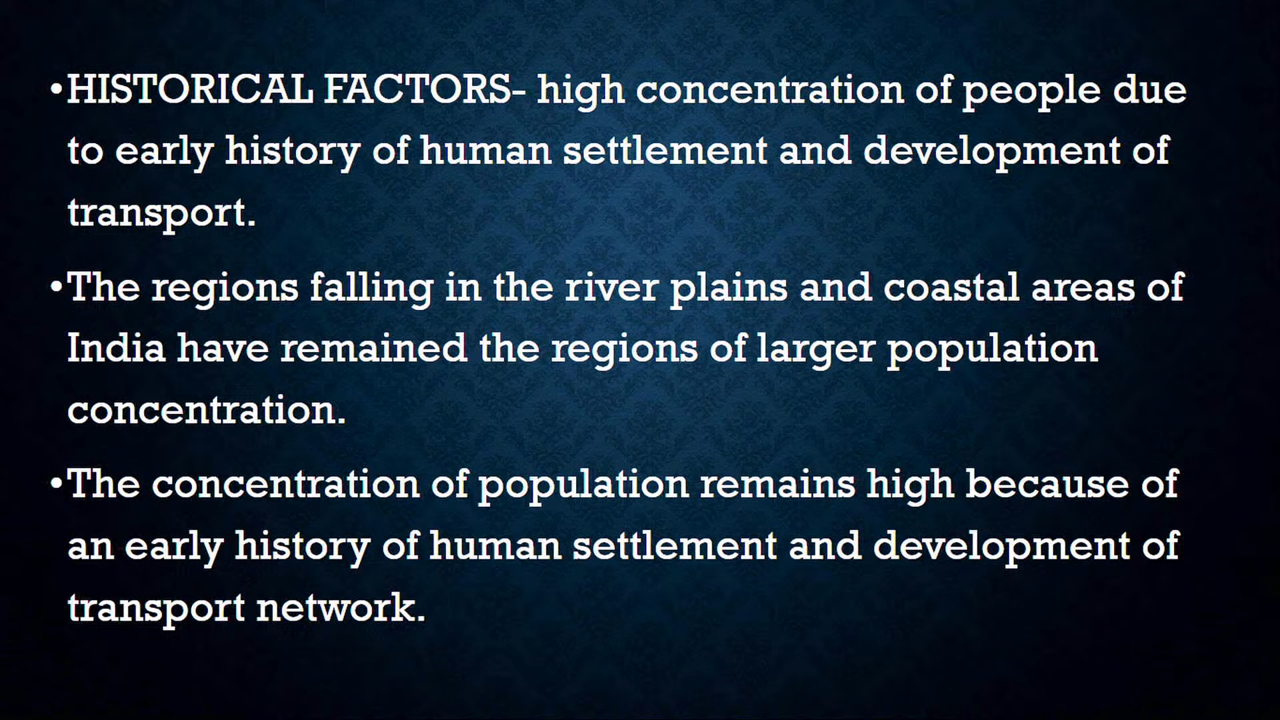 •HISTORICAL FACTORS- high concentration of people due
to early history of human settlement and development of
transport.
•The regions falling in the river plains and coastal areas of
India have remained the regions of larger population
concentration.
•The concentration of population remains high because of
an early history of human settlement and development of
transport network.